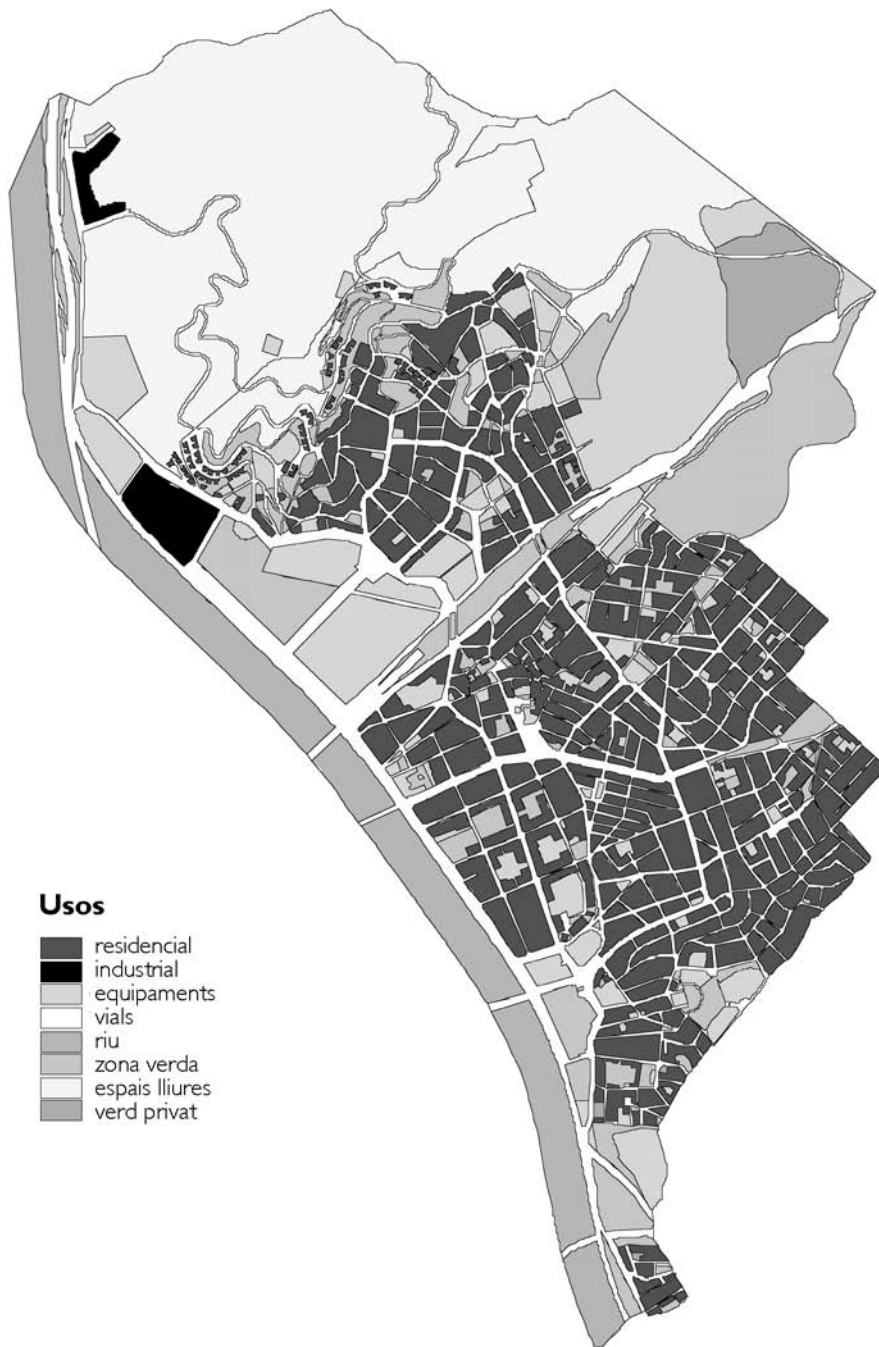 Usos
residencial
industrial
equipaments
vials
riu
zona verda
espais lliures
verd privat